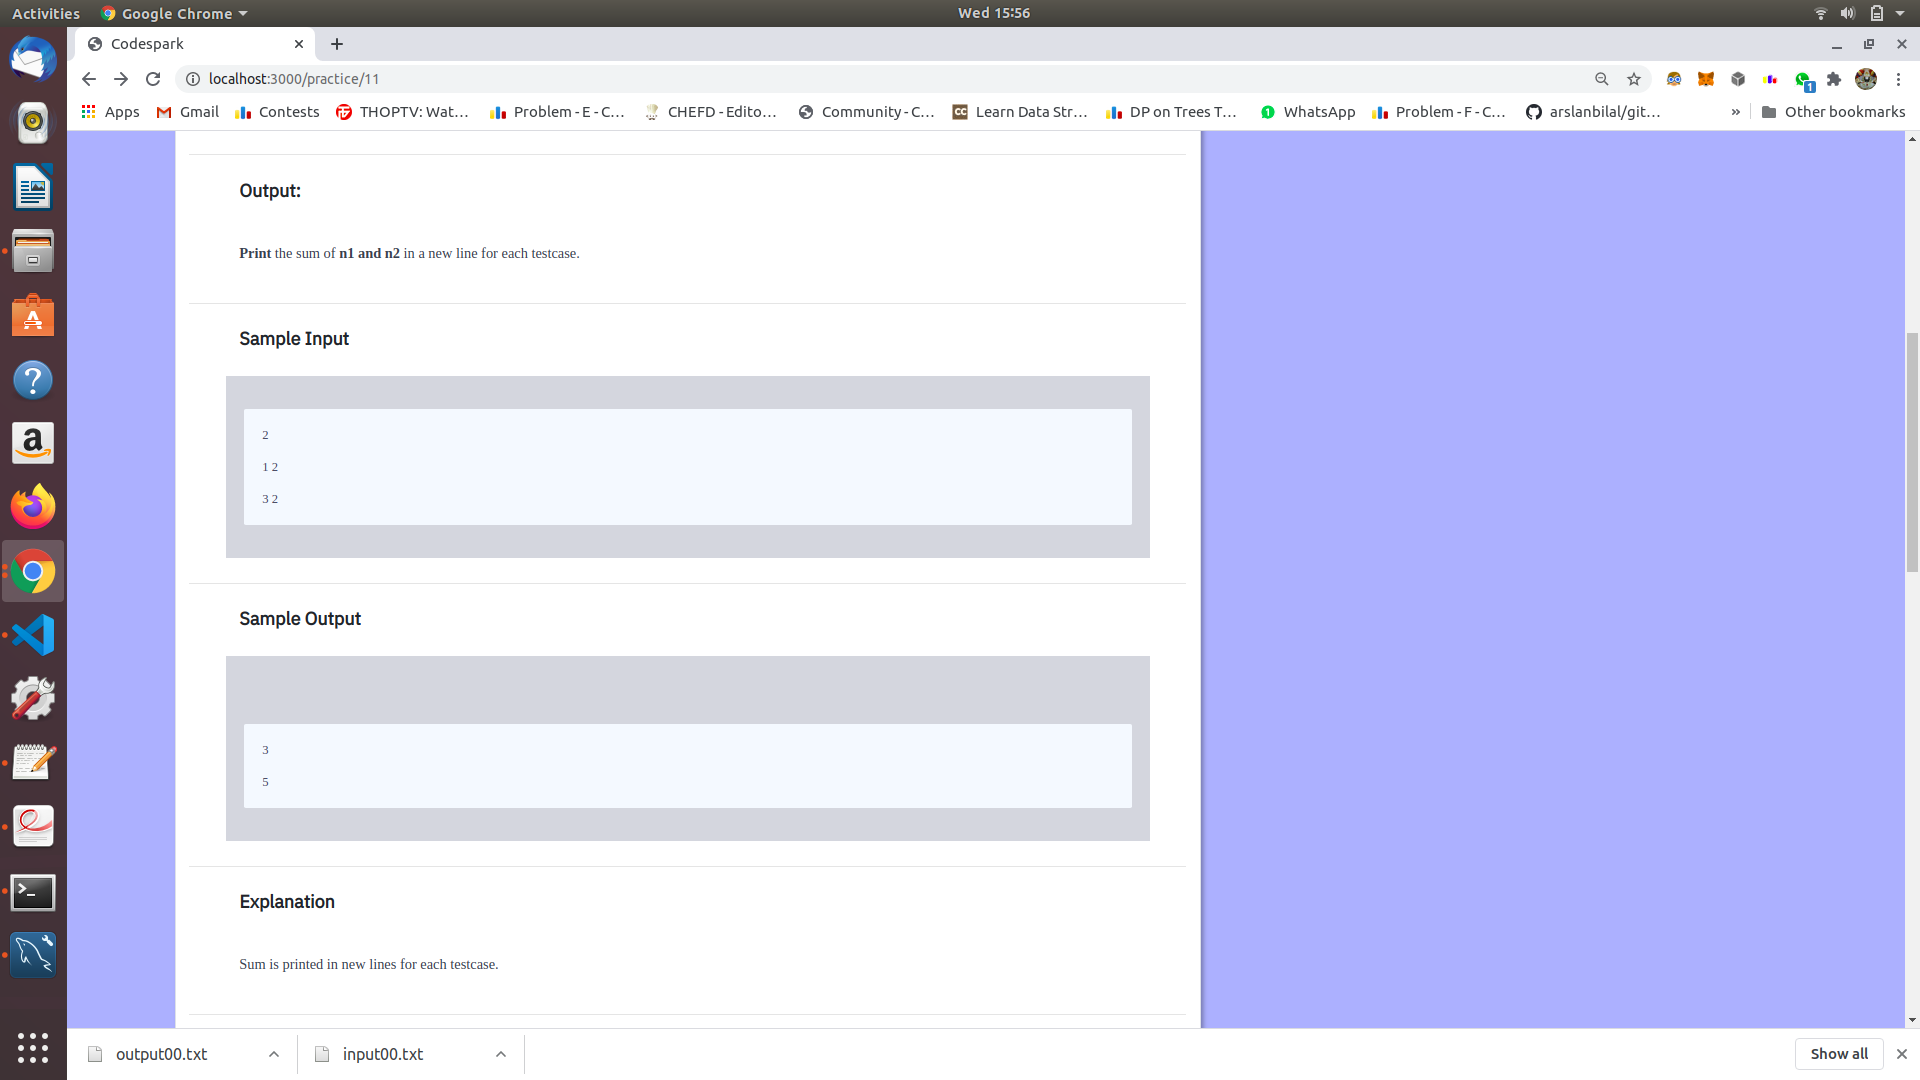 Activities
Google Chrome
Wed 15:56
Codespark
localhost:3000/practice/11
1
Apps
Gmail
Contests
THOPTV: Wat...
Problem - E - C...
CHEFD - Edito...
Community - C...
CC
Learn Data Str...
DP on Trees T...
1
WhatsApp
Problem - F - C...
arslanbilal/git...
»
Other bookmarks
Output:
Print the sum of n1 and n2 in a new line for each testcase.
Sample Input
2
1 2
3 2
Sample Output
3
5
Explanation
Sum is printed in new lines for each testcase.
output00.txt
input00.txt
Show all